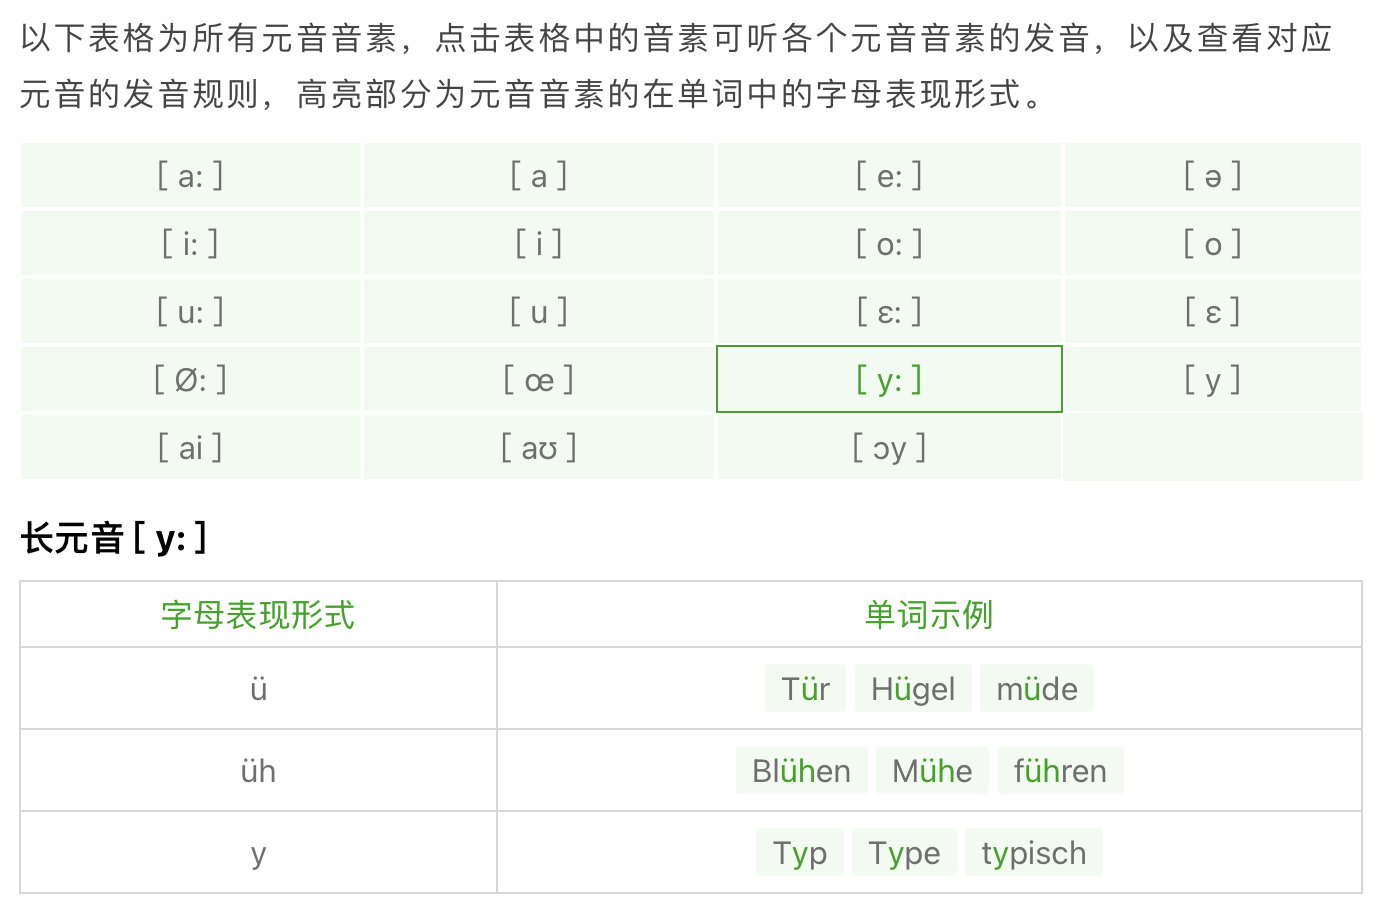 以下表格为所有元音音素，点击表格中的音素可听各个元音音素的发音，以及查看对应
元音的发音规则，高亮部分为元音音素的在单词中的字母表现形式。
[ a: ] [ a ] [ e: ] [ ə ]
[ i: ] [ i ] [ o: ] [ o ]
[ u: ] [ u ] [ ɛ: ] [ ɛ ]
[ Ø: ] [ œ ] [ y: ] [ y ]
[ ai ] [ aʊ ] [ ɔy ]
长元音 [ y: ]
字母表现形式 单词示例
ü Tür Hügel müde
üh Blühen Mühe führen
y Typ Type typisch